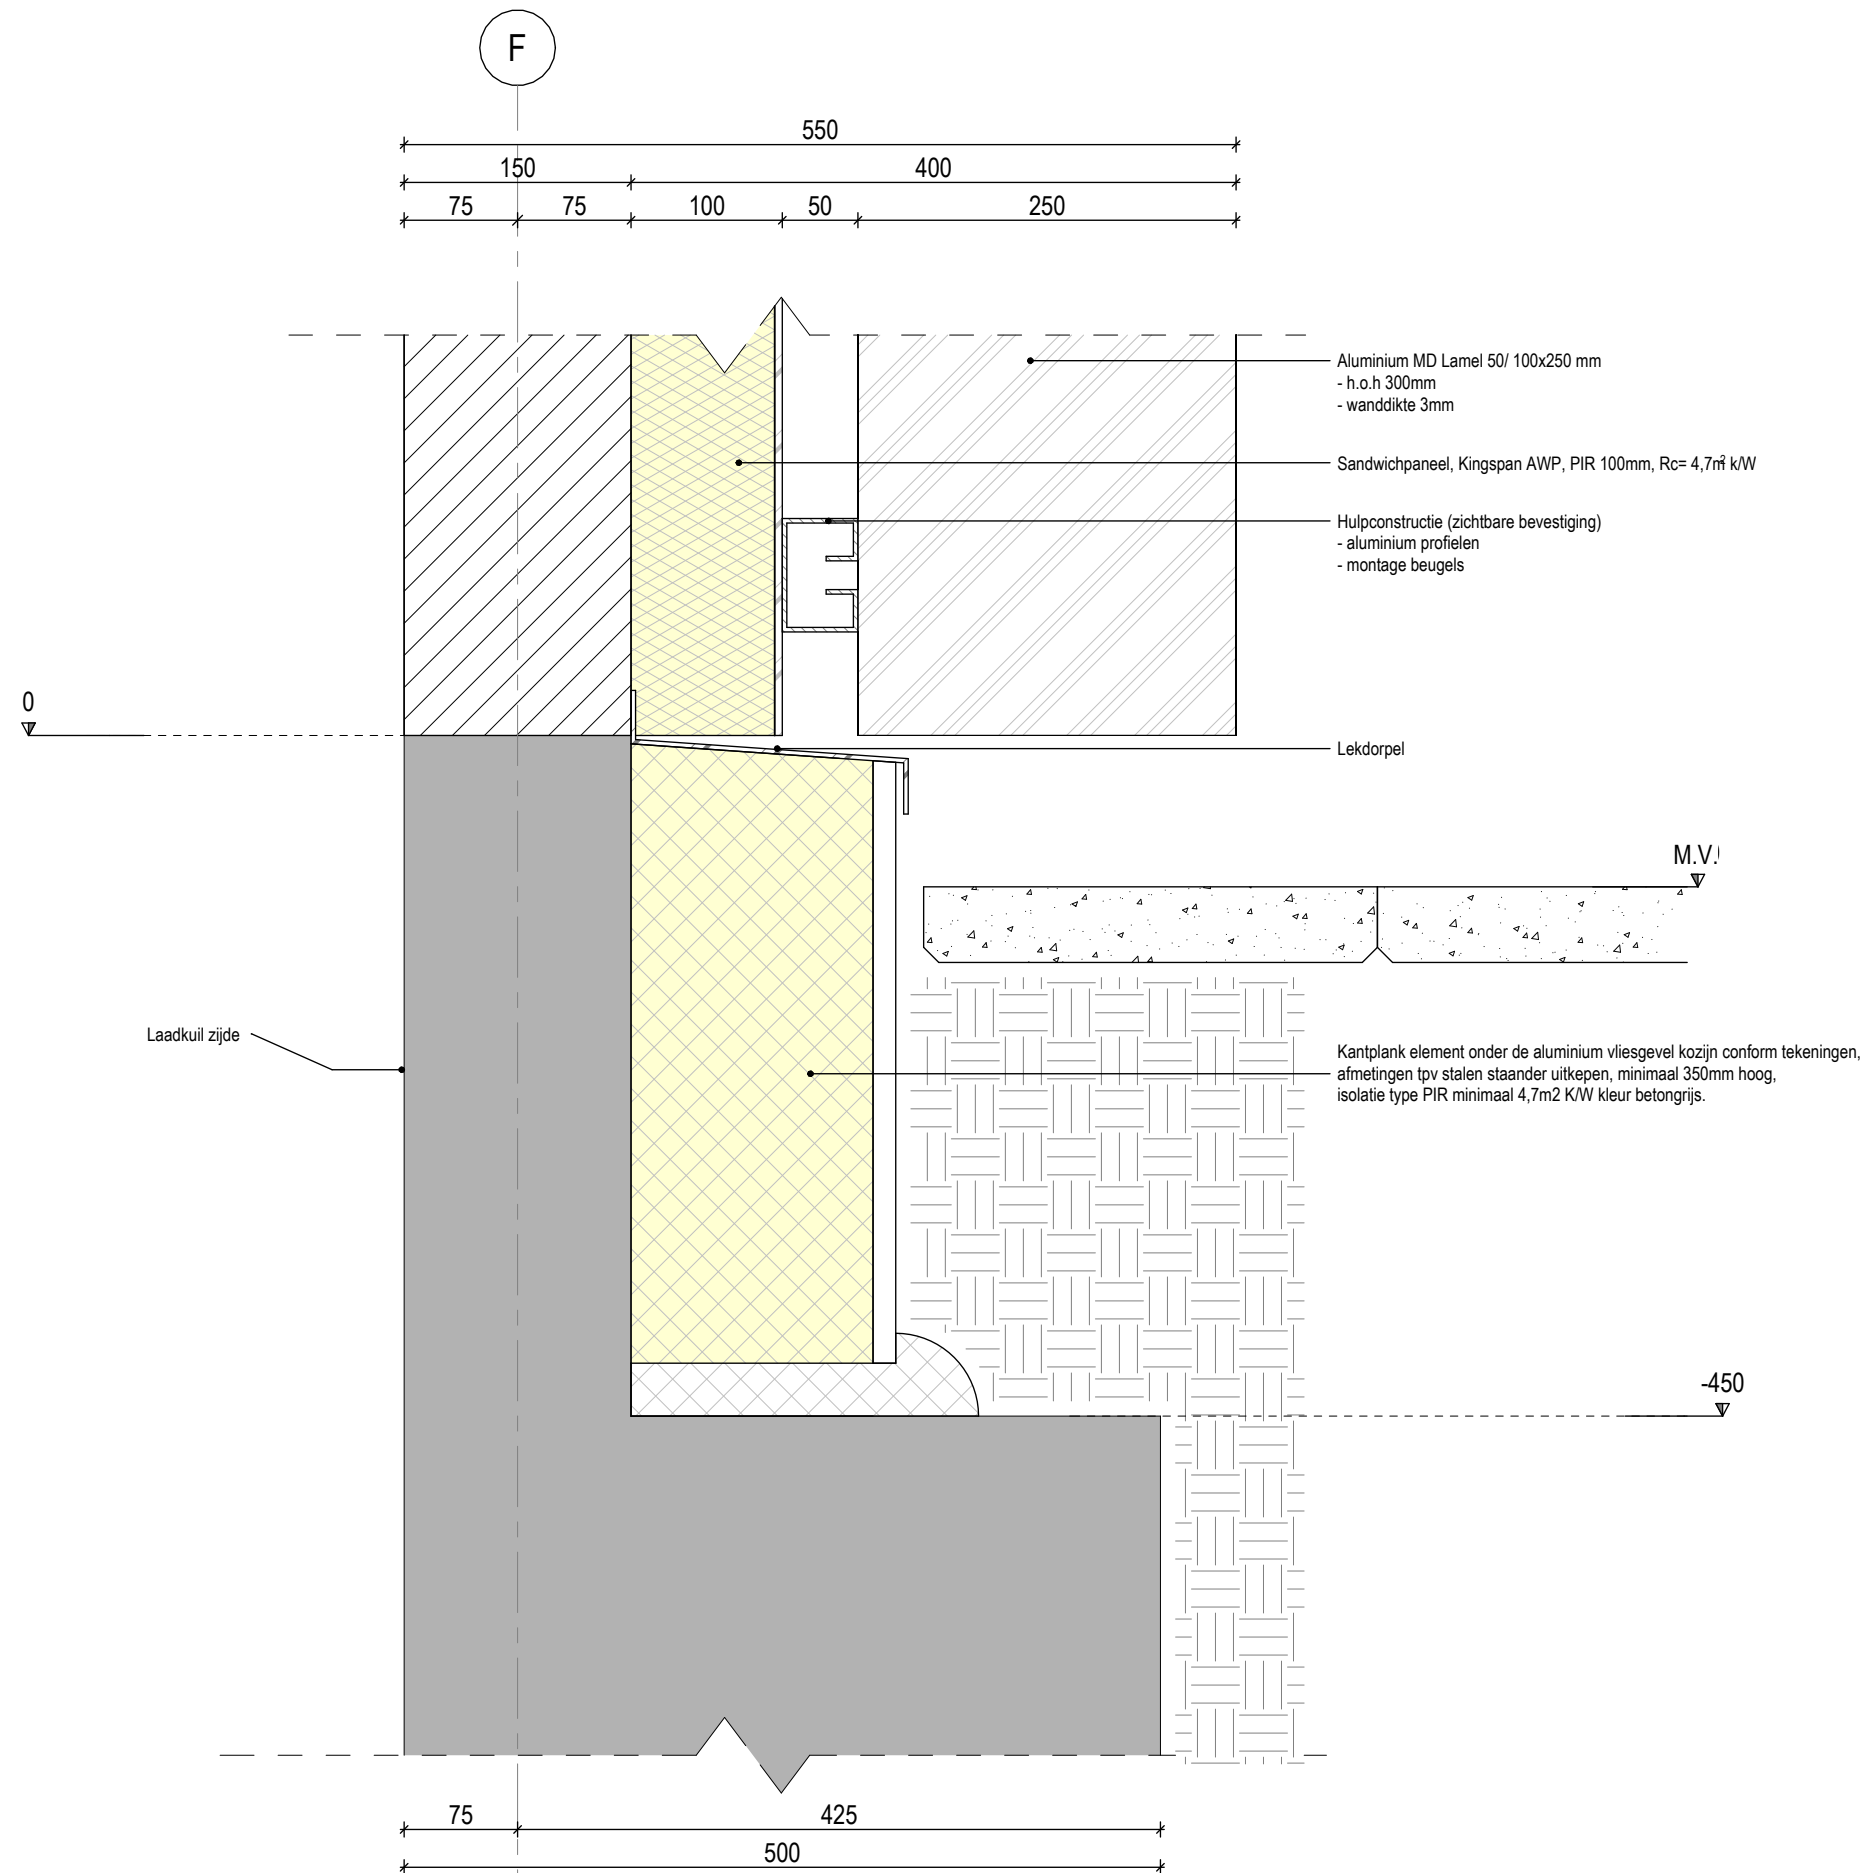 F
550
150 400
75 75 100 50 250
Aluminium MD Lamel 50/ 100x250 mm
- h.o.h 300mm
- wanddikte 3mm
Sandwichpaneel, Kingspan AWP, PIR 100mm, Rc= 4,7m² k/W
Hulpconstructie (zichtbare bevestiging)
- aluminium profielen
- montage beugels
0
Lekdorpel
M.V.
Laadkuil zijde
Kantplank element onder de aluminium vliesgevel kozijn conform tekeningen,
afmetingen tpv stalen staander uitkepen, minimaal 350mm hoog,
isolatie type PIR minimaal 4,7m2 K/W kleur betongrijs.
-450
75 425
500